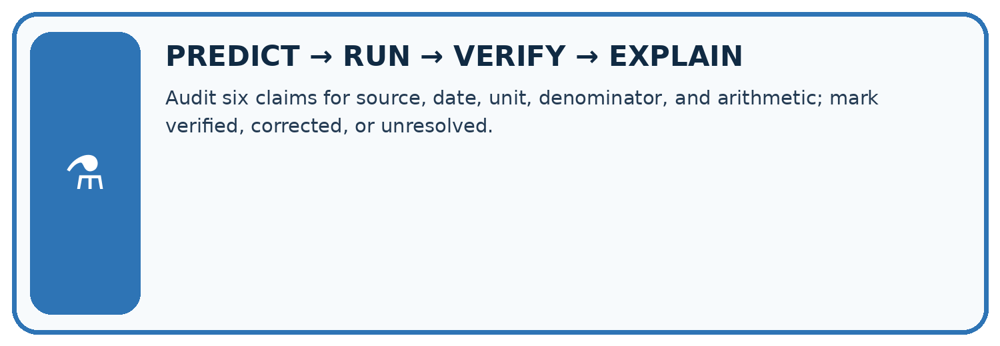 PREDICT → RUN → VERIFY → EXPLAIN
Audit six claims for source, date, unit, denominator, and arithmetic; mark
verified, corrected, or unresolved.